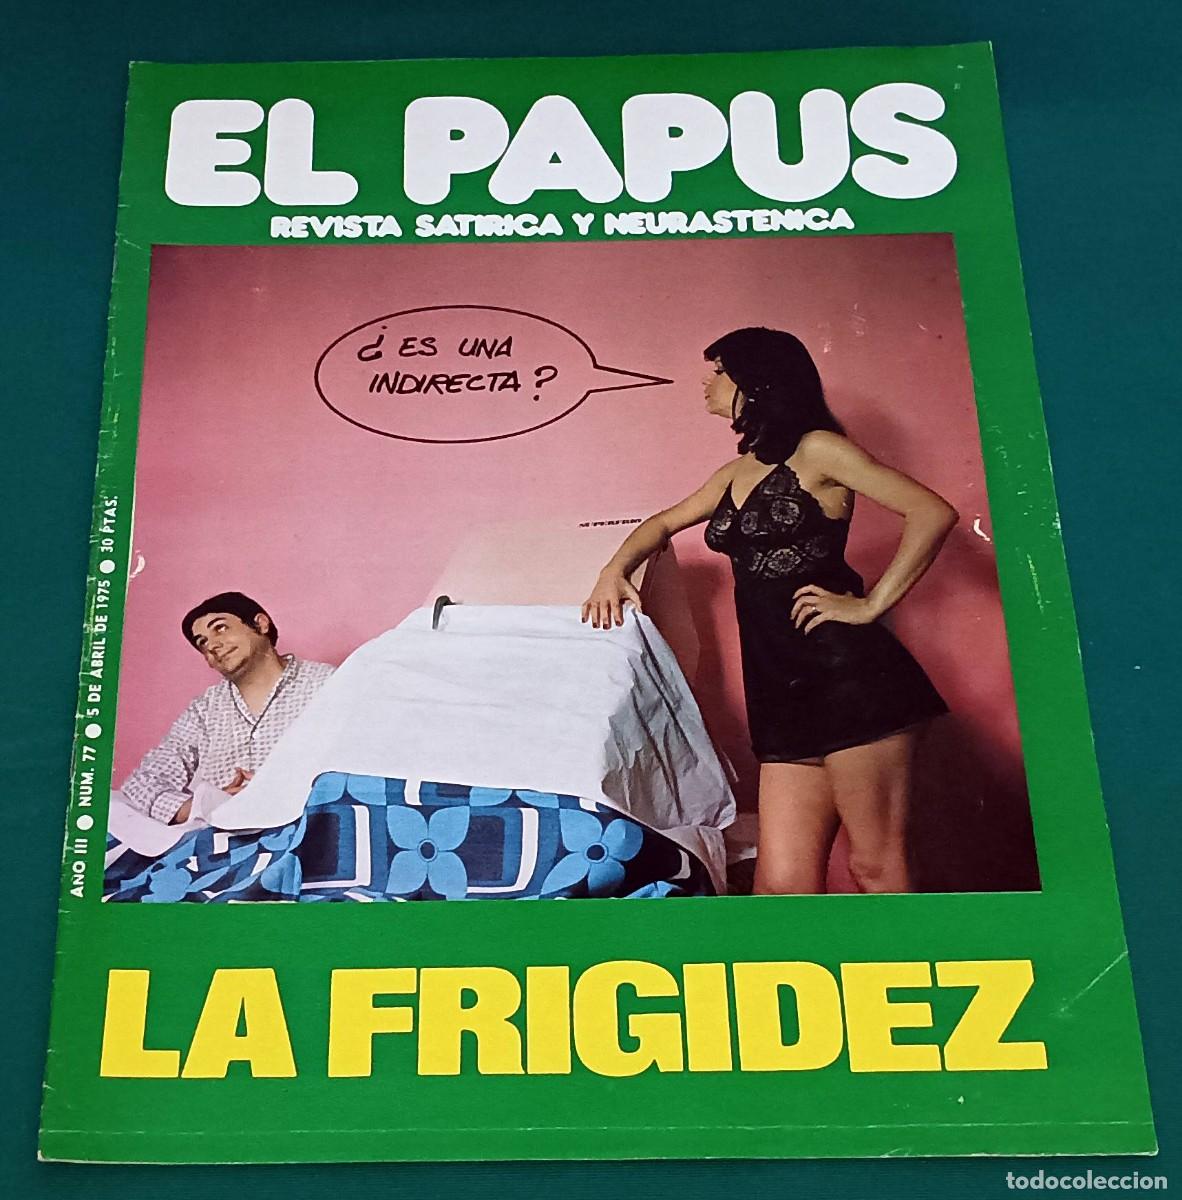 EL PAPUS
REVISTA SATIRICA Y NEURASTENICA
¿ ES UNA
INDIRECTA ?
SUPERFRIO
AÑO III ● NUM. 77 ● 5 DE ABRIL DE 1975 ● 30 PTAS.
LA FRIGIDEZ
todocoleccion